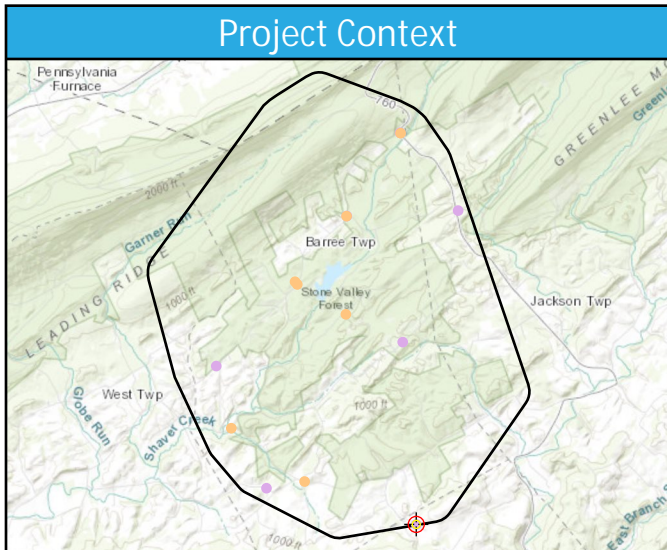 Project Context
Pennsylvania
Furnace
760
GREENLEE M
Greenle
2000 ft
Garner Run
Barree Twp
LEADING RIDGE
1000 ft
Stone Valley
Forest
Jackson Twp
West Twp
Globe Run
Shaver Creek
1000 ft
1000 ft
East Branch S